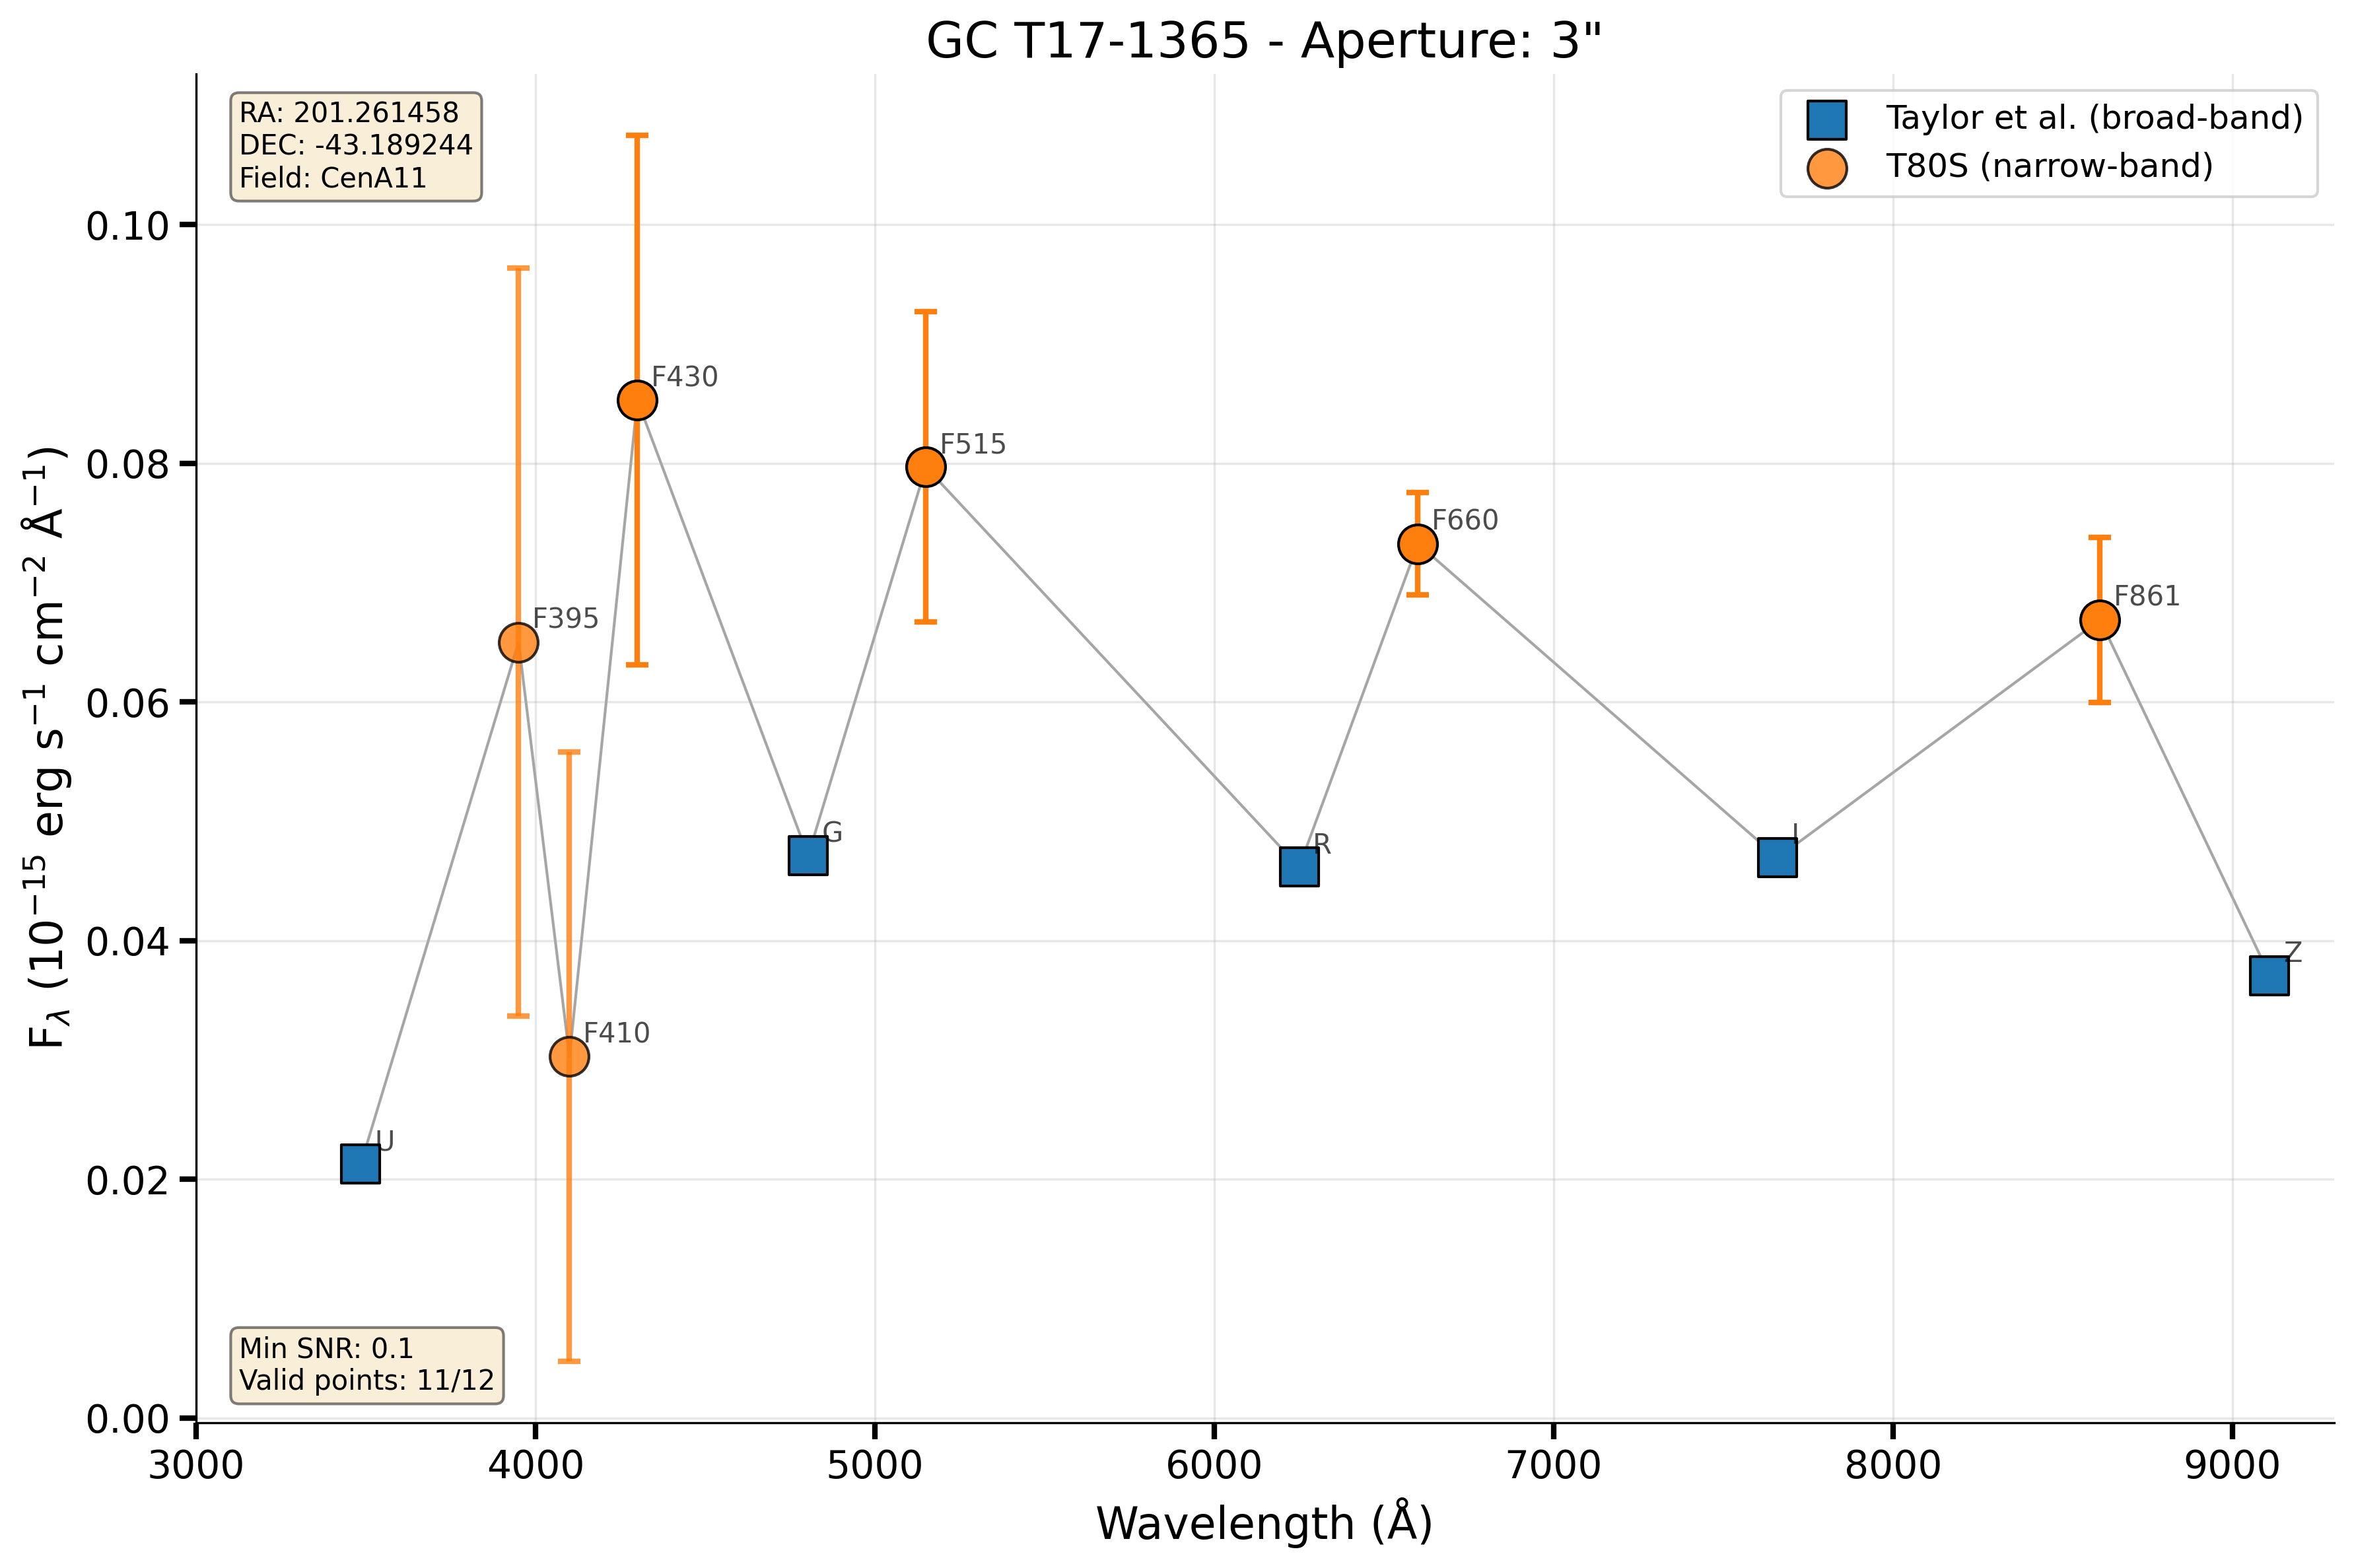 GC T17-1365 - Aperture: 3"
RA: 201.261458
DEC: -43.189244
Field: CenA11
Taylor et al. (broad-band)
T80S (narrow-band)
F_λ (10⁻¹⁵ erg s⁻¹ cm⁻² Å⁻¹)
0.10
0.08
0.06
0.04
0.02
0.00
F430
F515
F660
F395
F861
G
R
I
Z
F410
U
Min SNR: 0.1
Valid points: 11/12
3000 4000 5000 6000 7000 8000 9000
Wavelength (Å)